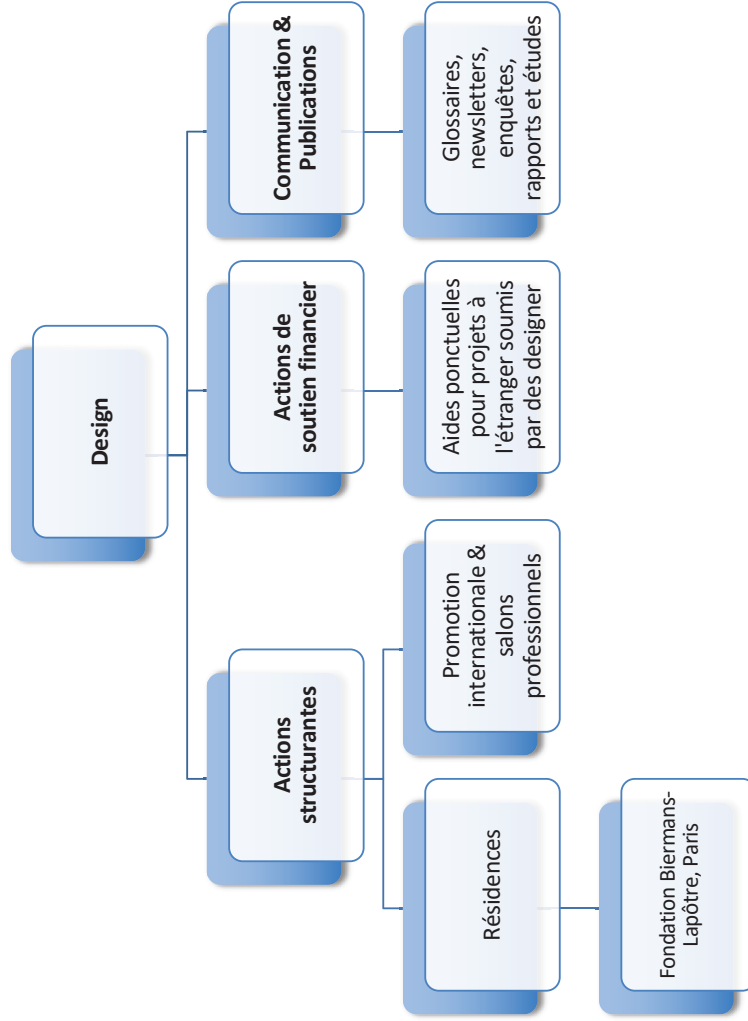 Design
Actions
structurantes
Actions de
soutien financier
Communication &
Publications
Résidences
Promotion
internationale &
salons
professionnels
Aides ponctuelles
pour projets à
l'étranger soumis
par des designer
Glossaires,
newsletters,
enquêtes,
rapports et études
Fondation Biermans-
Lapôtre, Paris